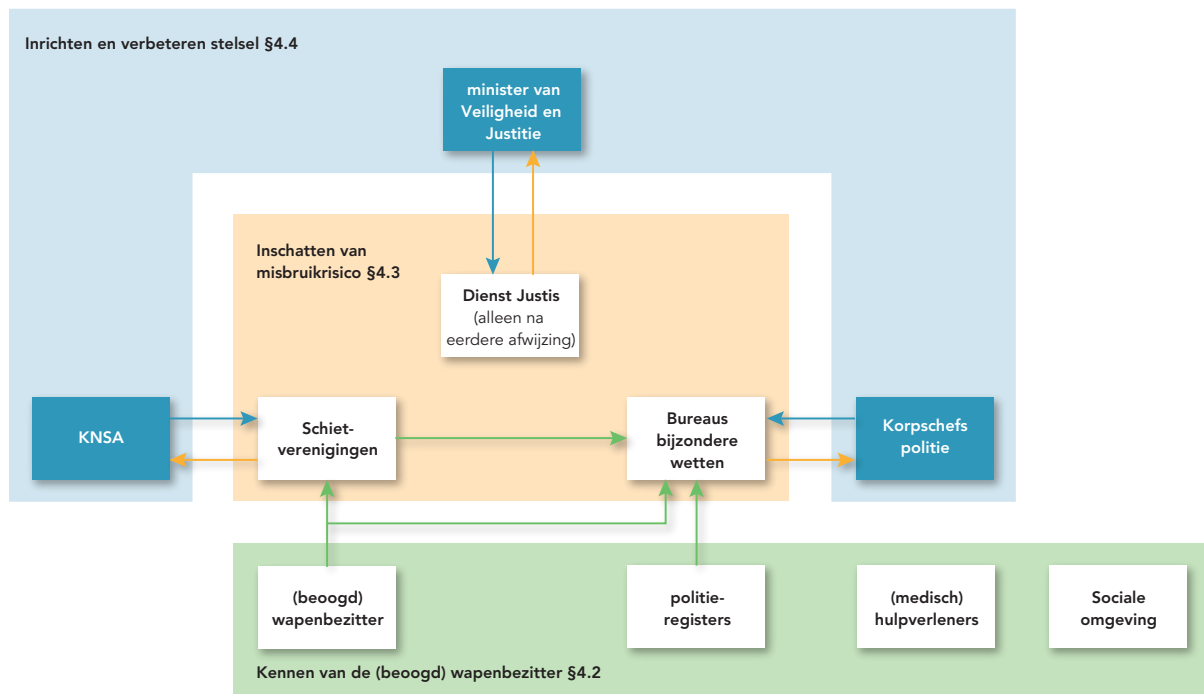 Inrichten en verbeteren stelsel §4.4
minister van
Veiligheid en
Justitie
Inschatten van
misbruikrisico §4.3
Dienst Justis
(alleen na
eerdere afwijzing)
KNSA
Schiet-
verenigingen
Bureaus
bijzondere
wetten
Korpschefs
politie
(beoogd)
wapenbezitter
politie-
registers
(medisch)
hulpverleners
Sociale
omgeving
Kennen van de (beoogd) wapenbezitter §4.2